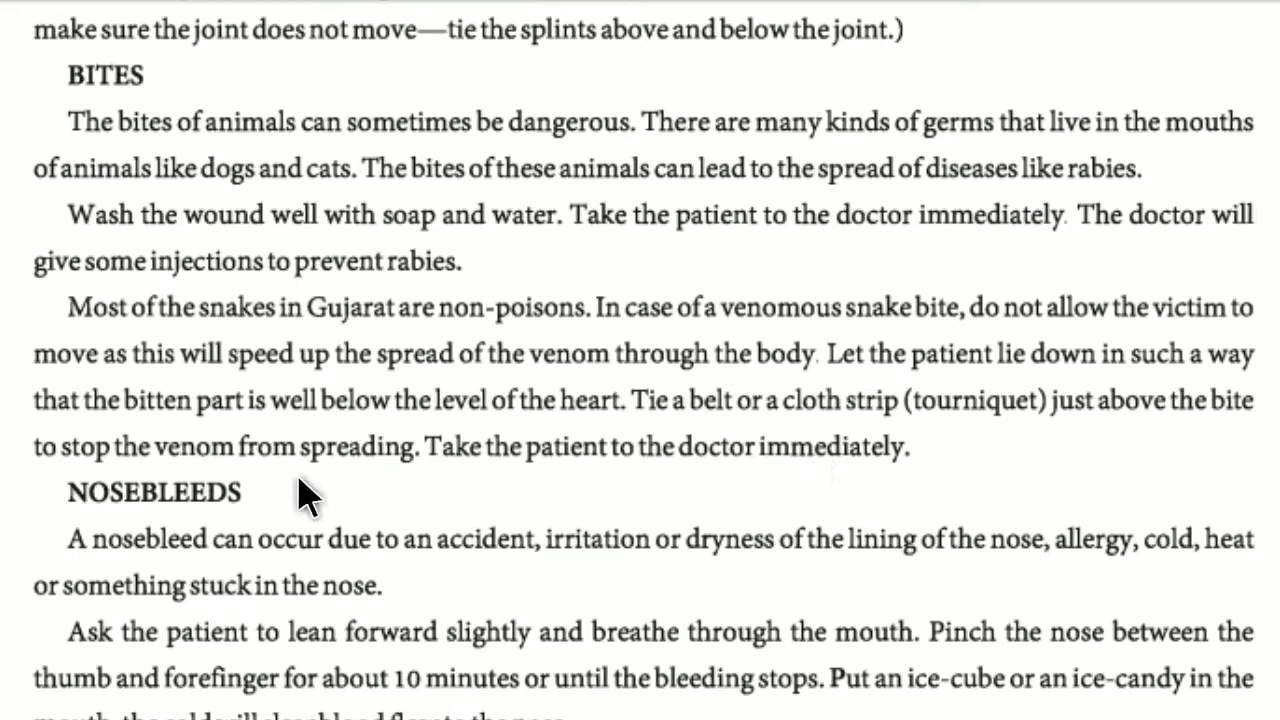 make sure the joint does not move—tie the splints above and below the joint.)
BITES
The bites of animals can sometimes be dangerous. There are many kinds of germs that live in the mouths
of animals like dogs and cats. The bites of these animals can lead to the spread of diseases like rabies.
Wash the wound well with soap and water. Take the patient to the doctor immediately. The doctor will
give some injections to prevent rabies.
Most of the snakes in Gujarat are non-poisons. In case of a venomous snake bite, do not allow the victim to
move as this will speed up the spread of the venom through the body. Let the patient lie down in such a way
that the bitten part is well below the level of the heart. Tie a belt or a cloth strip (tourniquet) just above the bite
to stop the venom from spreading. Take the patient to the doctor immediately.
NOSEBLEEDS
A nosebleed can occur due to an accident, irritation or dryness of the lining of the nose, allergy, cold, heat
or something stuck in the nose.
Ask the patient to lean forward slightly and breathe through the mouth. Pinch the nose between the
thumb and forefinger for about 10 minutes or until the bleeding stops. Put an ice-cube or an ice-candy in the